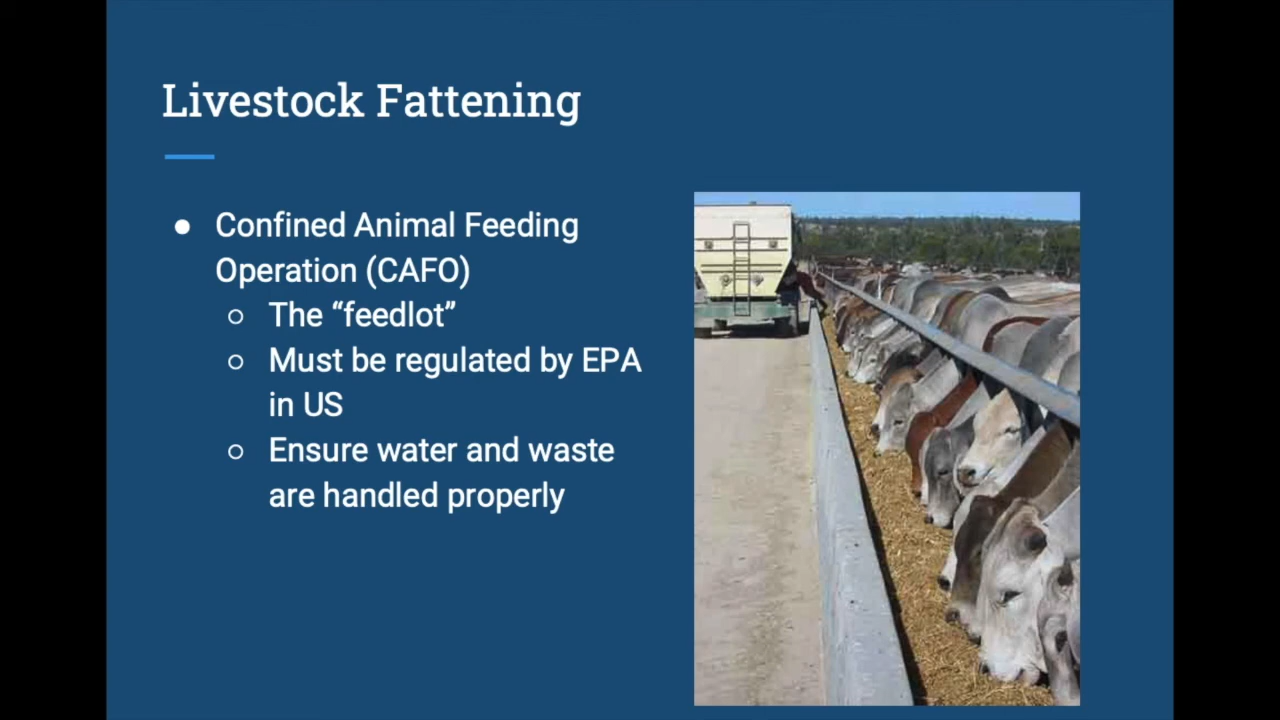 Livestock Fattening
● Confined Animal Feeding
Operation (CAFO)
○ The “feedlot”
○ Must be regulated by EPA
in US
○ Ensure water and waste
are handled properly